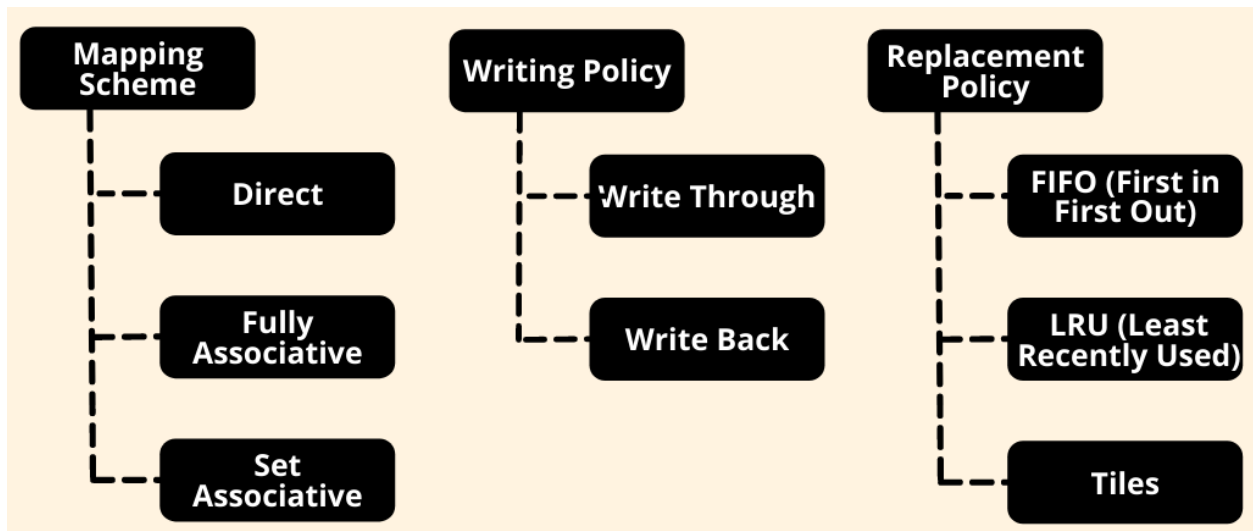 Mapping
Scheme
Direct
Fully
Associative
Set
Associative
Writing Policy
Write Through
Write Back
Replacement
Policy
FIFO (First in
First Out)
LRU (Least
Recently Used)
Tiles